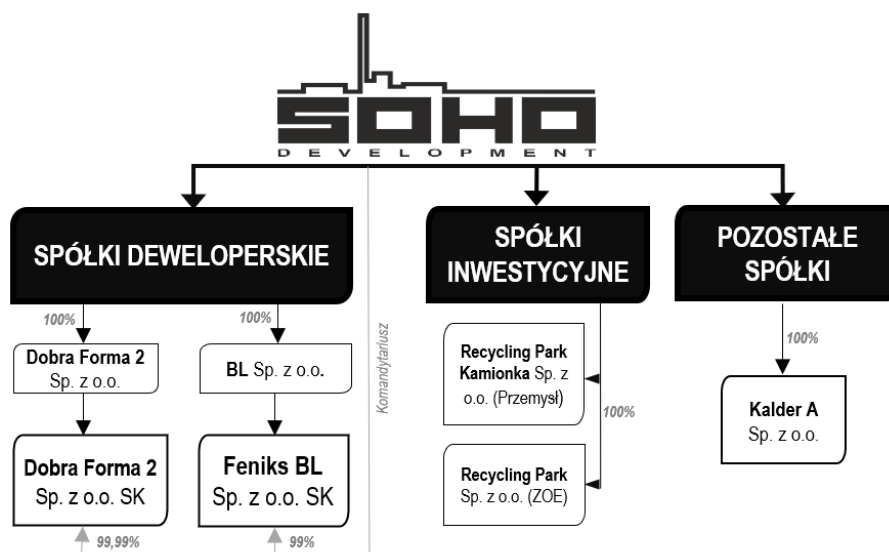 SOHO
DEVELOPMENT
SPÓŁKI DEWELOPERSKIE
100%
100%
Dobra Forma 2
Sp. z o.o.
BL Sp. z o.o.
Dobra Forma 2
Sp. z o.o. SK
Feniks BL
Sp. z o.o. SK
99,99%
99%
Komandytariusz
SPÓŁKI
INWESTYCYJNE
Recycling Park
Kamionka Sp. z
o.o. (Przemysł)
100%
Recycling Park
Sp. z o.o. (ZOE)
POZOSTAŁE
SPÓŁKI
100%
Kalder A
Sp. z o.o.